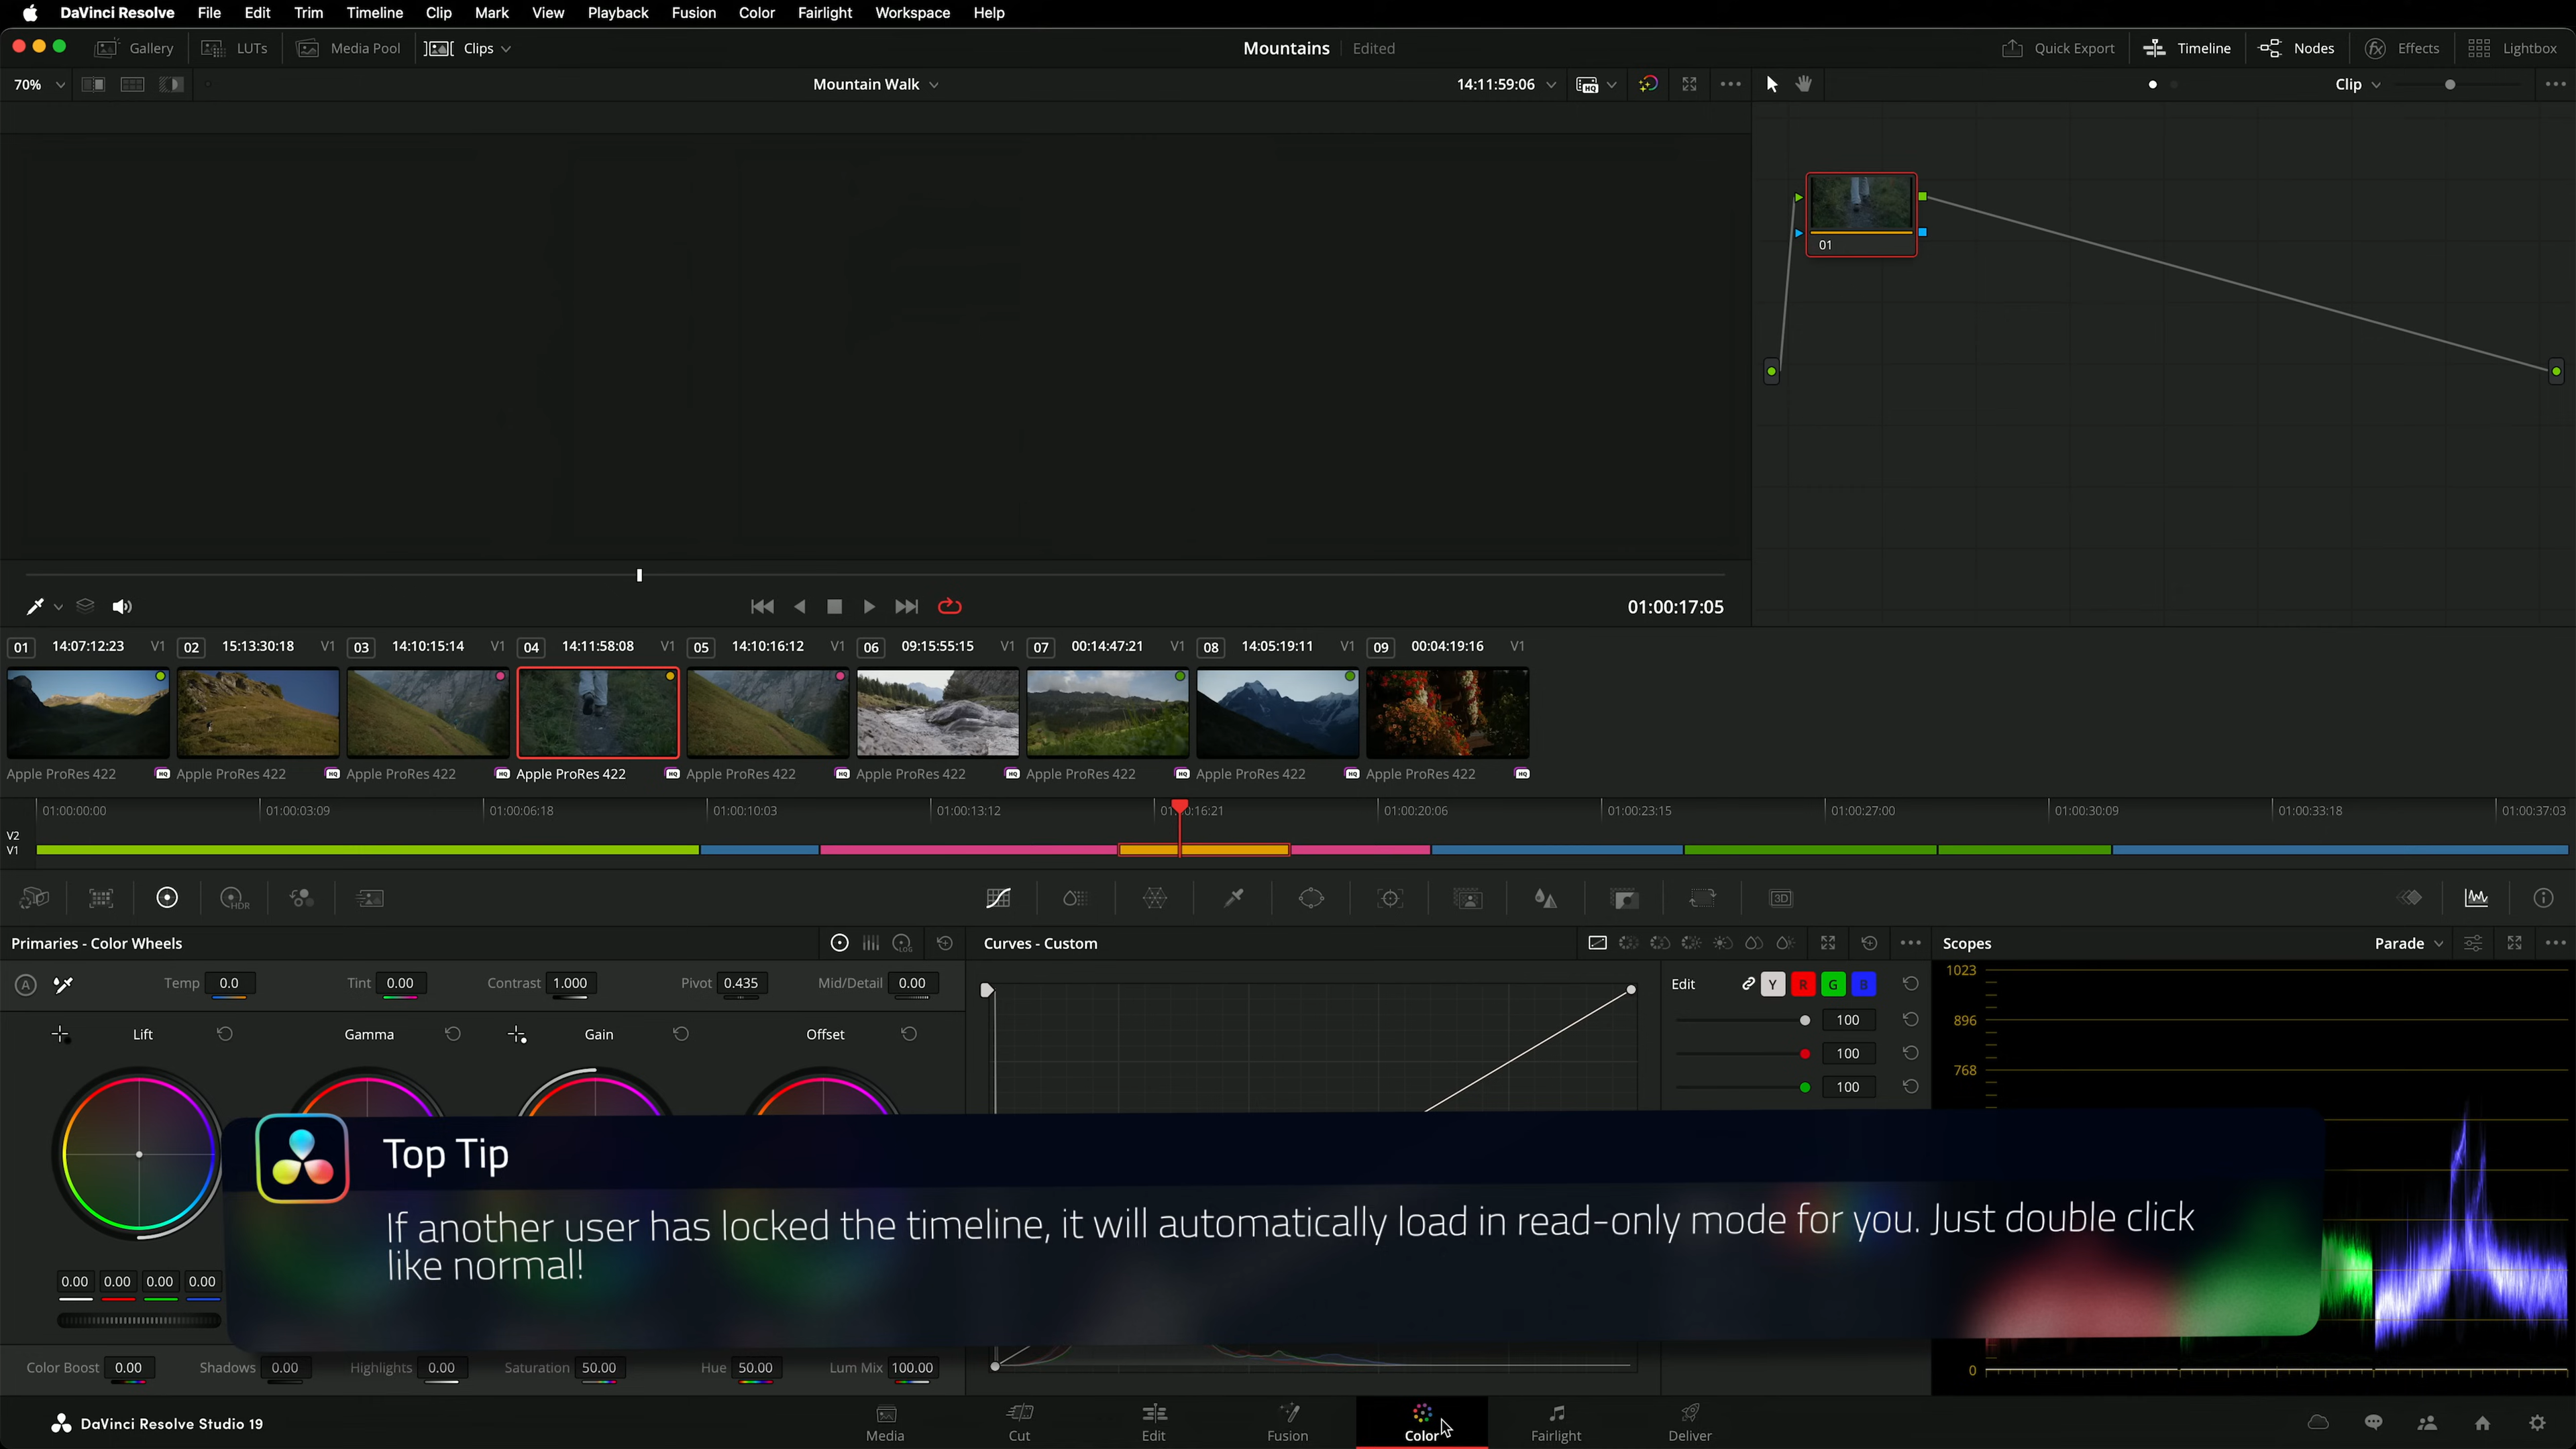 DaVinci Resolve File Edit Trim Timeline Clip Mark View Playback Fusion Color Fairlight Workspace Help
Gallery LUTs Media Pool Clips Mountains Edited Quick Export Timeline Nodes Effects Lightbox
70% Mountain Walk 14:11:59:06 HQ Clip
01
01:00:17:05
01 14:07:12:23 V1 02 15:13:30:18 V1 03 14:10:15:14 V1 04 14:11:58:08 V1 05 14:10:16:12 V1 06 09:15:55:15 V1 07 00:14:47:21 V1 08 14:05:19:11 V1 09 00:04:19:16 V1
Apple ProRes 422 HQ Apple ProRes 422 HQ Apple ProRes 422 HQ Apple ProRes 422 HQ Apple ProRes 422 HQ Apple ProRes 422 HQ Apple ProRes 422 HQ Apple ProRes 422 HQ Apple ProRes 422 HQ
01:00:00:00 01:00:03:09 01:00:06:18 01:00:10:03 01:00:13:12 01:00:16:21 01:00:20:06 01:00:23:15 01:00:27:00 01:00:30:09 01:00:33:18 01:00:37:03
V2
V1
HDR 3D
Primaries - Color Wheels LOG Curves - Custom Scopes Parade
A Temp 0.0 Tint 0.00 Contrast 1.000 Pivot 0.435 Mid/Detail 0.00 Edit Y R G B 1023
Lift Gamma Gain Offset 100 896
100
100 768
Top Tip
If another user has locked the timeline, it will automatically load in read-only mode for you. Just double click
like normal!
0.00 0.00 0.00 0.00
Color Boost 0.00 Shadows 0.00 Highlights 0.00 Saturation 50.00 Hue 50.00 Lum Mix 100.00 0
DaVinci Resolve Studio 19 Media Cut Edit Fusion Color Fairlight Deliver